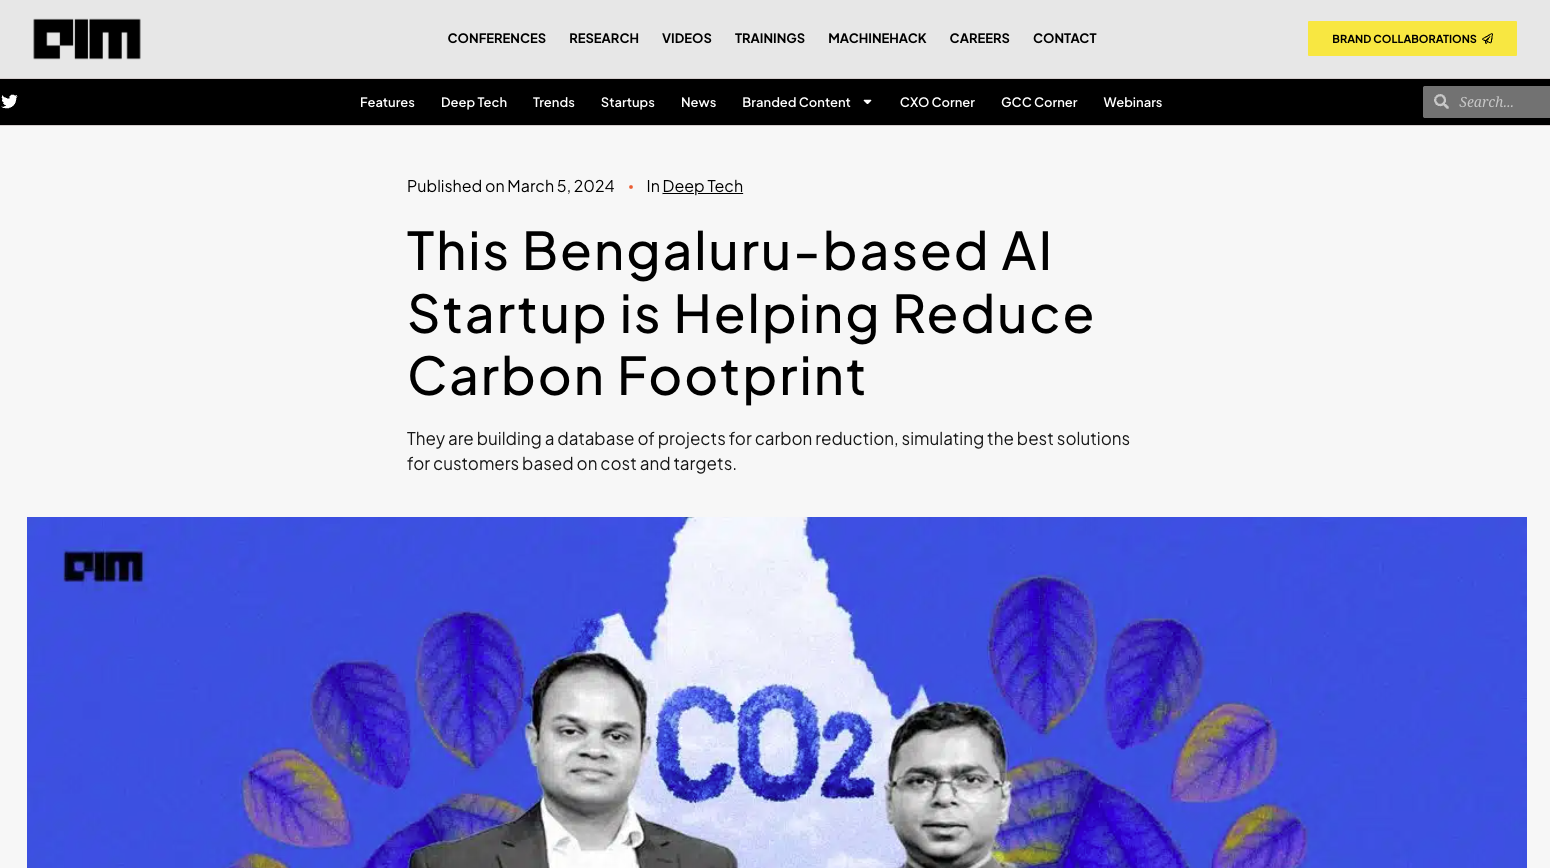 AIM
CONFERENCES RESEARCH VIDEOS TRAININGS MACHINEHACK CAREERS CONTACT
BRAND COLLABORATIONS
Features Deep Tech Trends Startups News Branded Content CXO Corner GCC Corner Webinars
Search...
Published on March 5, 2024 • In Deep Tech
This Bengaluru-based AI
Startup is Helping Reduce
Carbon Footprint
They are building a database of projects for carbon reduction, simulating the best solutions
for customers based on cost and targets.
AIM
CO2